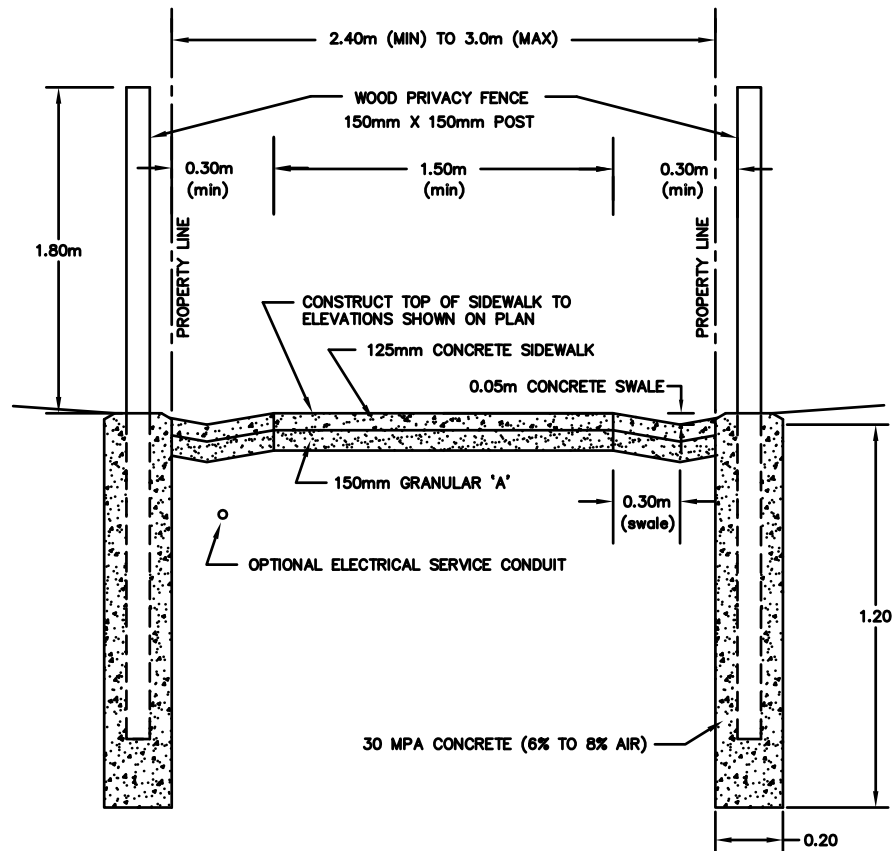 2.40m (MIN) TO 3.0m (MAX)
WOOD PRIVACY FENCE
150mm X 150mm POST
0.30m
(min)
1.50m
(min)
0.30m
(min)
1.80m
PROPERTY LINE
PROPERTY LINE
CONSTRUCT TOP OF SIDEWALK TO
ELEVATIONS SHOWN ON PLAN
125mm CONCRETE SIDEWALK
0.05m CONCRETE SWALE
150mm GRANULAR 'A'
0.30m
(swale)
OPTIONAL ELECTRICAL SERVICE CONDUIT
1.20
30 MPA CONCRETE (6% TO 8% AIR)
0.20